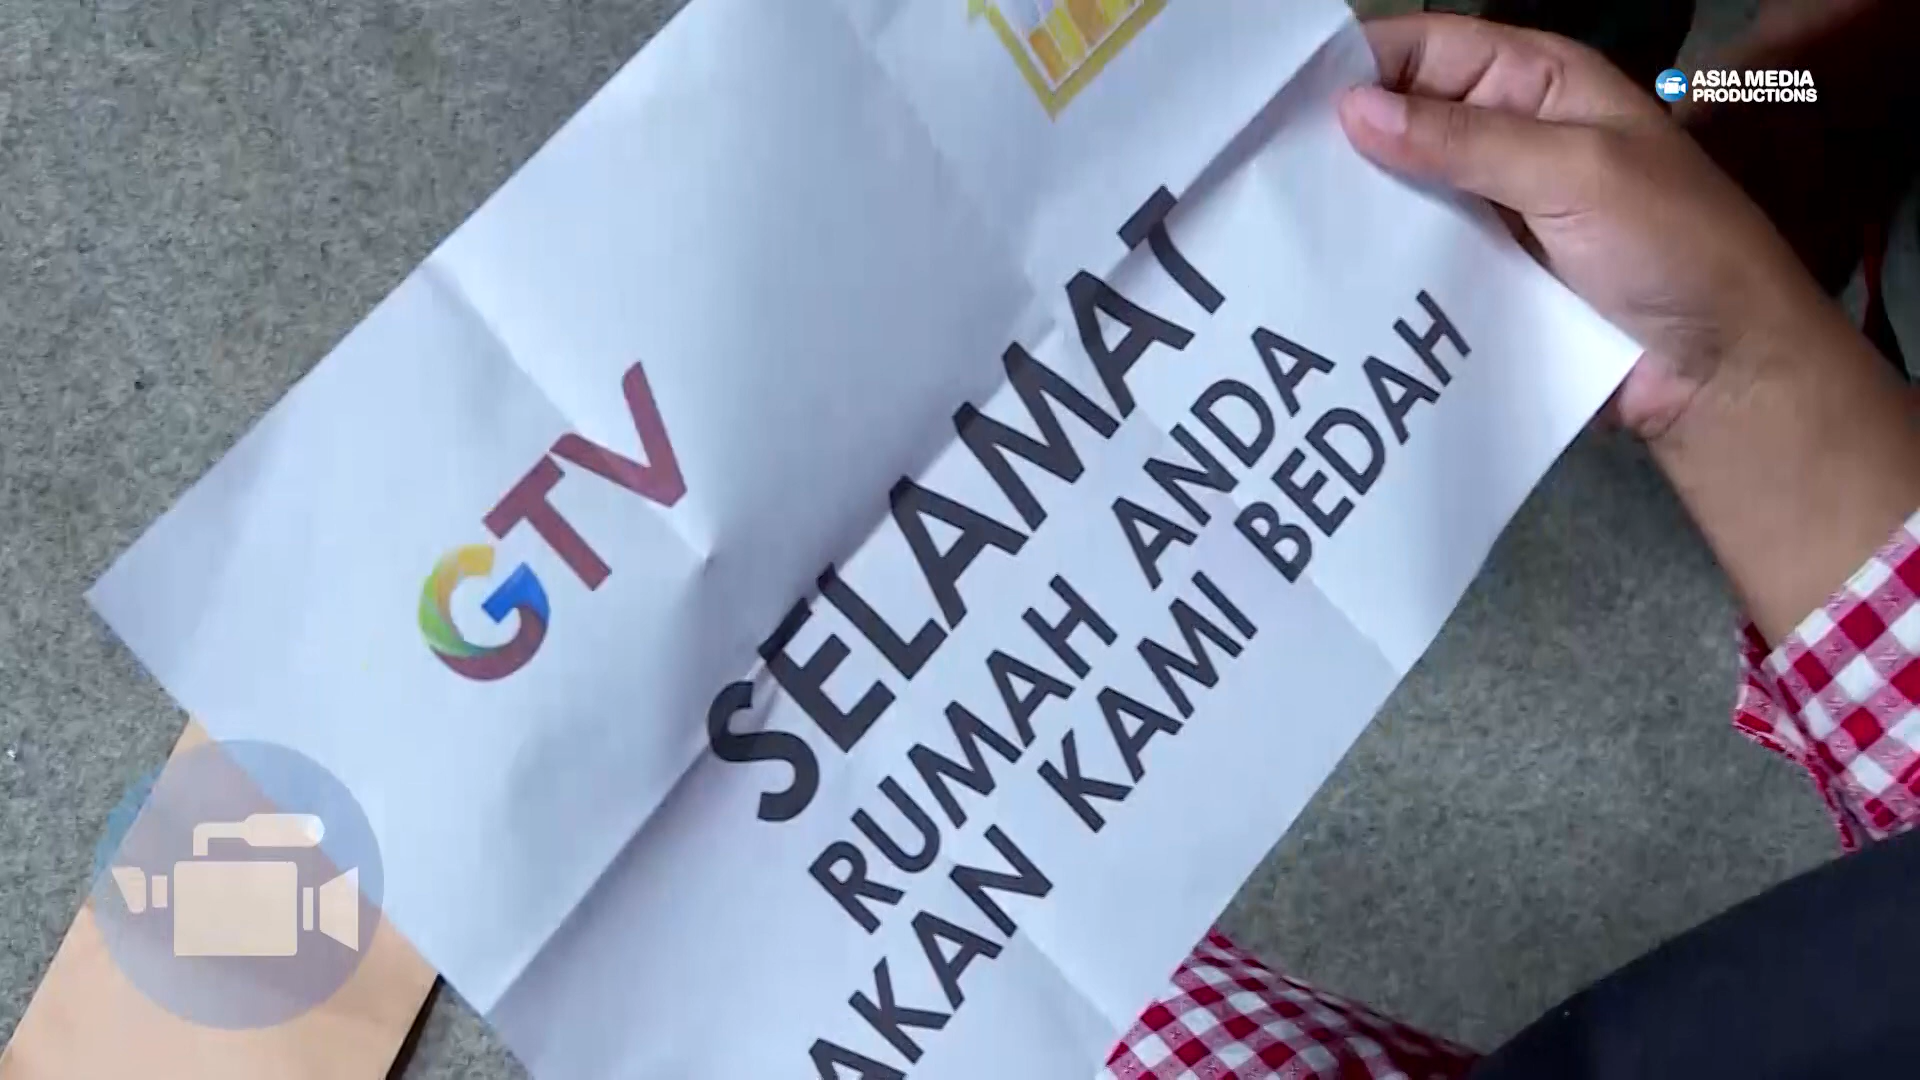 ASIA MEDIA
PRODUCTIONS
GTV
SELAMAT
RUMAH ANDA
AKAN KAMI BEDAH